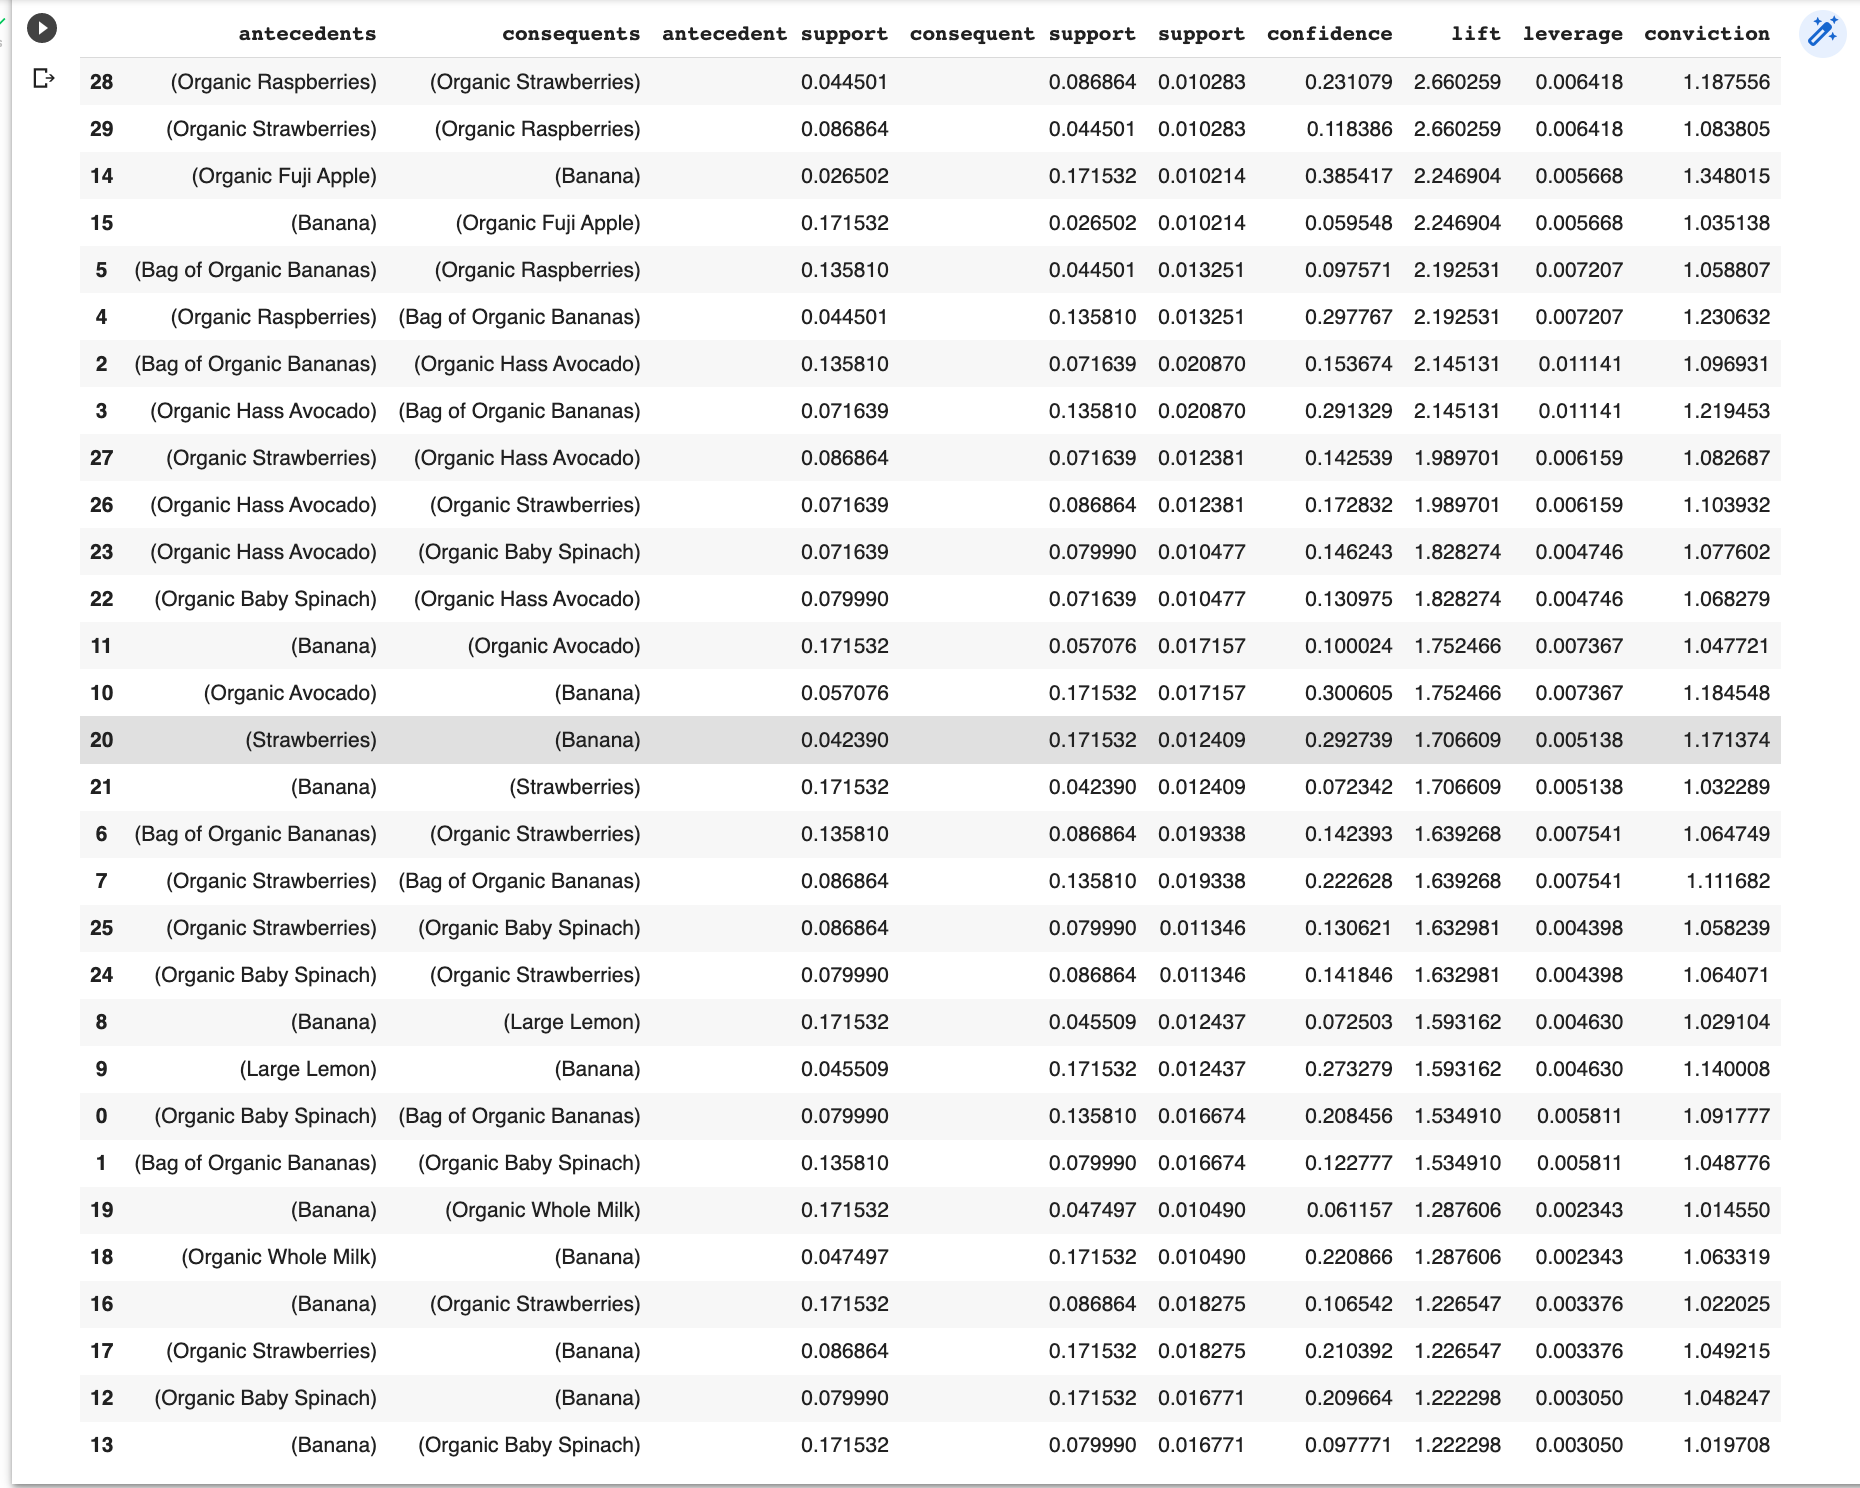 antecedents consequents antecedent support consequent support support confidence lift leverage conviction
28 (Organic Raspberries) (Organic Strawberries) 0.044501 0.086864 0.010283 0.231079 2.660259 0.006418 1.187556
29 (Organic Strawberries) (Organic Raspberries) 0.086864 0.044501 0.010283 0.118386 2.660259 0.006418 1.083805
14 (Organic Fuji Apple) (Banana) 0.026502 0.171532 0.010214 0.385417 2.246904 0.005668 1.348015
15 (Banana) (Organic Fuji Apple) 0.171532 0.026502 0.010214 0.059548 2.246904 0.005668 1.035138
5 (Bag of Organic Bananas) (Organic Raspberries) 0.135810 0.044501 0.013251 0.097571 2.192531 0.007207 1.058807
4 (Organic Raspberries) (Bag of Organic Bananas) 0.044501 0.135810 0.013251 0.297767 2.192531 0.007207 1.230632
2 (Bag of Organic Bananas) (Organic Hass Avocado) 0.135810 0.071639 0.020870 0.153674 2.145131 0.011141 1.096931
3 (Organic Hass Avocado) (Bag of Organic Bananas) 0.071639 0.135810 0.020870 0.291329 2.145131 0.011141 1.219453
27 (Organic Strawberries) (Organic Hass Avocado) 0.086864 0.071639 0.012381 0.142539 1.989701 0.006159 1.082687
26 (Organic Hass Avocado) (Organic Strawberries) 0.071639 0.086864 0.012381 0.172832 1.989701 0.006159 1.103932
23 (Organic Hass Avocado) (Organic Baby Spinach) 0.071639 0.079990 0.010477 0.146243 1.828274 0.004746 1.077602
22 (Organic Baby Spinach) (Organic Hass Avocado) 0.079990 0.071639 0.010477 0.130975 1.828274 0.004746 1.068279
11 (Banana) (Organic Avocado) 0.171532 0.057076 0.017157 0.100024 1.752466 0.007367 1.047721
10 (Organic Avocado) (Banana) 0.057076 0.171532 0.017157 0.300605 1.752466 0.007367 1.184548
20 (Strawberries) (Banana) 0.042390 0.171532 0.012409 0.292739 1.706609 0.005138 1.171374
21 (Banana) (Strawberries) 0.171532 0.042390 0.012409 0.072342 1.706609 0.005138 1.032289
6 (Bag of Organic Bananas) (Organic Strawberries) 0.135810 0.086864 0.019338 0.142393 1.639268 0.007541 1.064749
7 (Organic Strawberries) (Bag of Organic Bananas) 0.086864 0.135810 0.019338 0.222628 1.639268 0.007541 1.111682
25 (Organic Strawberries) (Organic Baby Spinach) 0.086864 0.079990 0.011346 0.130621 1.632981 0.004398 1.058239
24 (Organic Baby Spinach) (Organic Strawberries) 0.079990 0.086864 0.011346 0.141846 1.632981 0.004398 1.064071
8 (Banana) (Large Lemon) 0.171532 0.045509 0.012437 0.072503 1.593162 0.004630 1.029104
9 (Large Lemon) (Banana) 0.045509 0.171532 0.012437 0.273279 1.593162 0.004630 1.140008
0 (Organic Baby Spinach) (Bag of Organic Bananas) 0.079990 0.135810 0.016674 0.208456 1.534910 0.005811 1.091777
1 (Bag of Organic Bananas) (Organic Baby Spinach) 0.135810 0.079990 0.016674 0.122777 1.534910 0.005811 1.048776
19 (Banana) (Organic Whole Milk) 0.171532 0.047497 0.010490 0.061157 1.287606 0.002343 1.014550
18 (Organic Whole Milk) (Banana) 0.047497 0.171532 0.010490 0.220866 1.287606 0.002343 1.063319
16 (Banana) (Organic Strawberries) 0.171532 0.086864 0.018275 0.106542 1.226547 0.003376 1.022025
17 (Organic Strawberries) (Banana) 0.086864 0.171532 0.018275 0.210392 1.226547 0.003376 1.049215
12 (Organic Baby Spinach) (Banana) 0.079990 0.171532 0.016771 0.209664 1.222298 0.003050 1.048247
13 (Banana) (Organic Baby Spinach) 0.171532 0.079990 0.016771 0.097771 1.222298 0.003050 1.019708